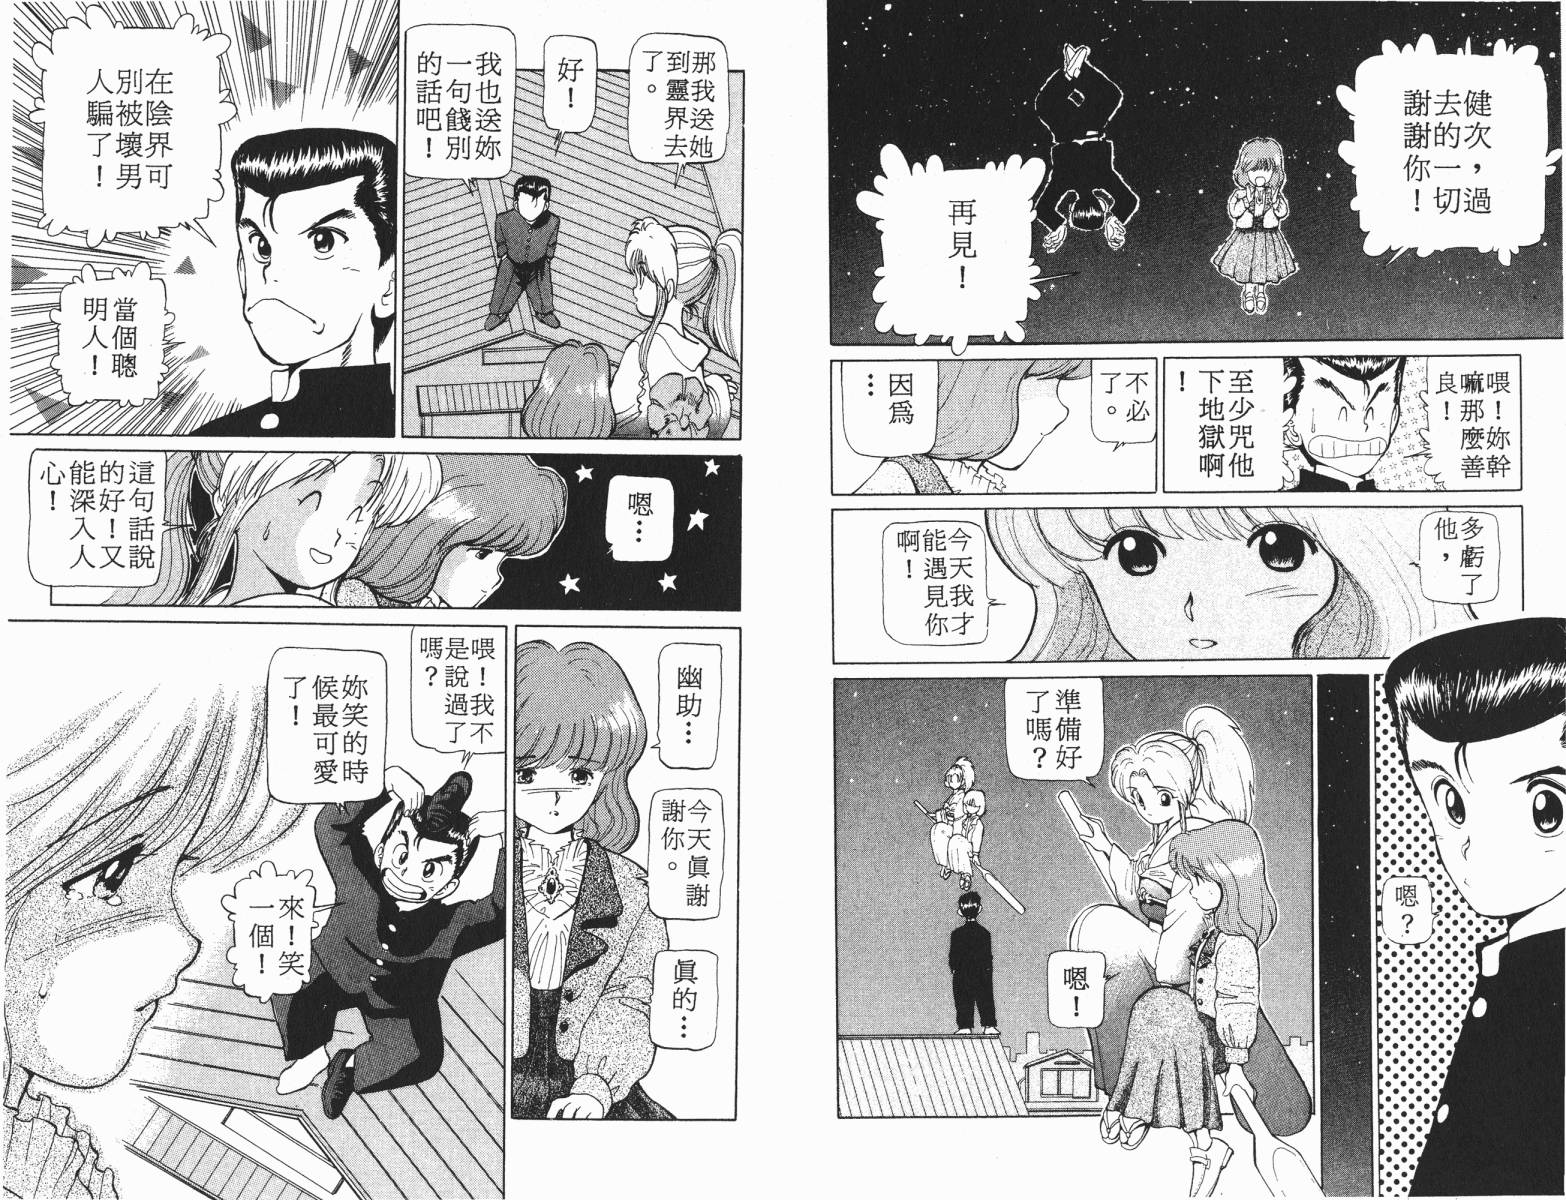 健次，過
去的一切
謝謝你！
再見！
喂！妳幹
嘛那麼善
良！
至少咒他
下地獄啊
！
不必
了。
因為
…
多虧了
他，
今天我才
能遇見你
啊！
嗯？
準備好
了嗎？
嗯！
那我送她
到靈界去
了。
好！
我也送妳
一句餞別
的話吧！
在陰界可
別被壞男
人騙了！
當個聰
明人！
嗯…
這句話說
的好！又
能深入人
心！
幽助…
今天眞謝
謝你。
眞的…
喂！我不
是說過了
嗎？
妳笑的時
候最可愛
了！
來！笑
一個！